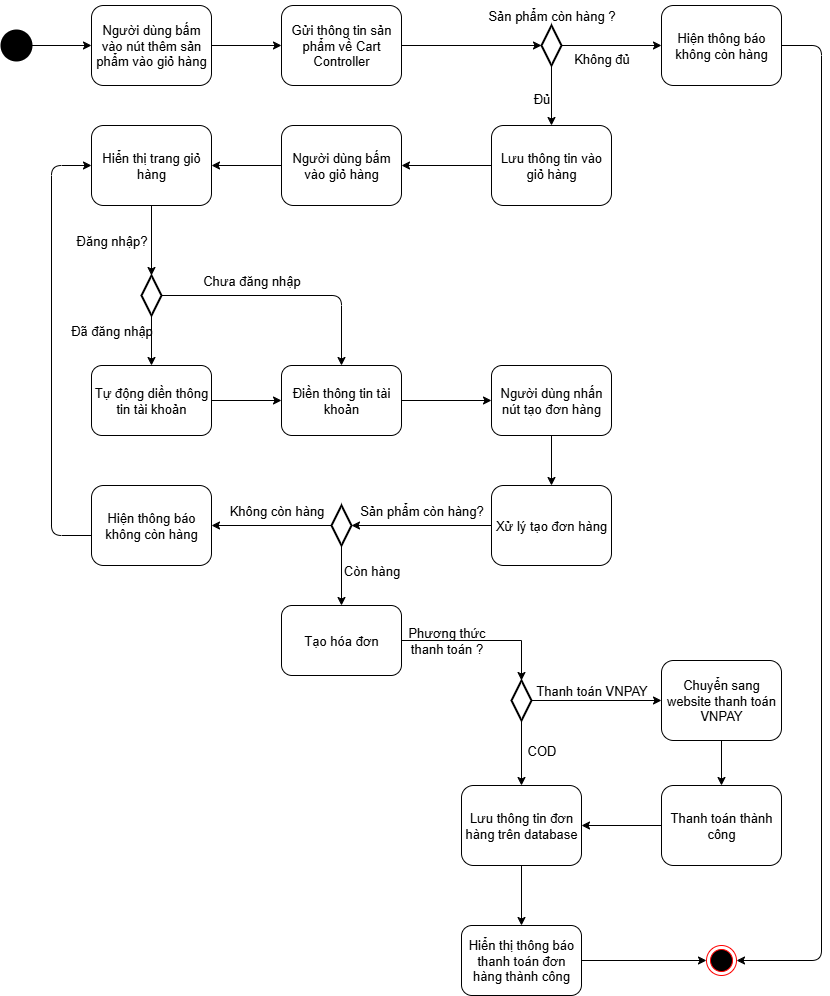 Người dùng bấm
vào nút thêm sản
phẩm vào giỏ hàng
Gửi thông tin sản
phẩm về Cart
Controller
Sản phẩm còn hàng ?
Không đủ
Hiện thông báo
không còn hàng
Đủ
Hiển thị trang giỏ
hàng
Người dùng bấm
vào giỏ hàng
Lưu thông tin vào
giỏ hàng
Đăng nhập?
Chưa đăng nhập
Đã đăng nhập
Tự động diền thông
tin tài khoản
Điền thông tin tài
khoản
Người dùng nhấn
nút tạo đơn hàng
Hiện thông báo
không còn hàng
Không còn hàng
Sản phẩm còn hàng?
Xử lý tạo đơn hàng
Còn hàng
Tạo hóa đơn
Phương thức
thanh toán ?
Thanh toán VNPAY
Chuyển sang
website thanh toán
VNPAY
COD
Lưu thông tin đơn
hàng trên database
Thanh toán thành
công
Hiển thị thông báo
thanh toán đơn
hàng thành công